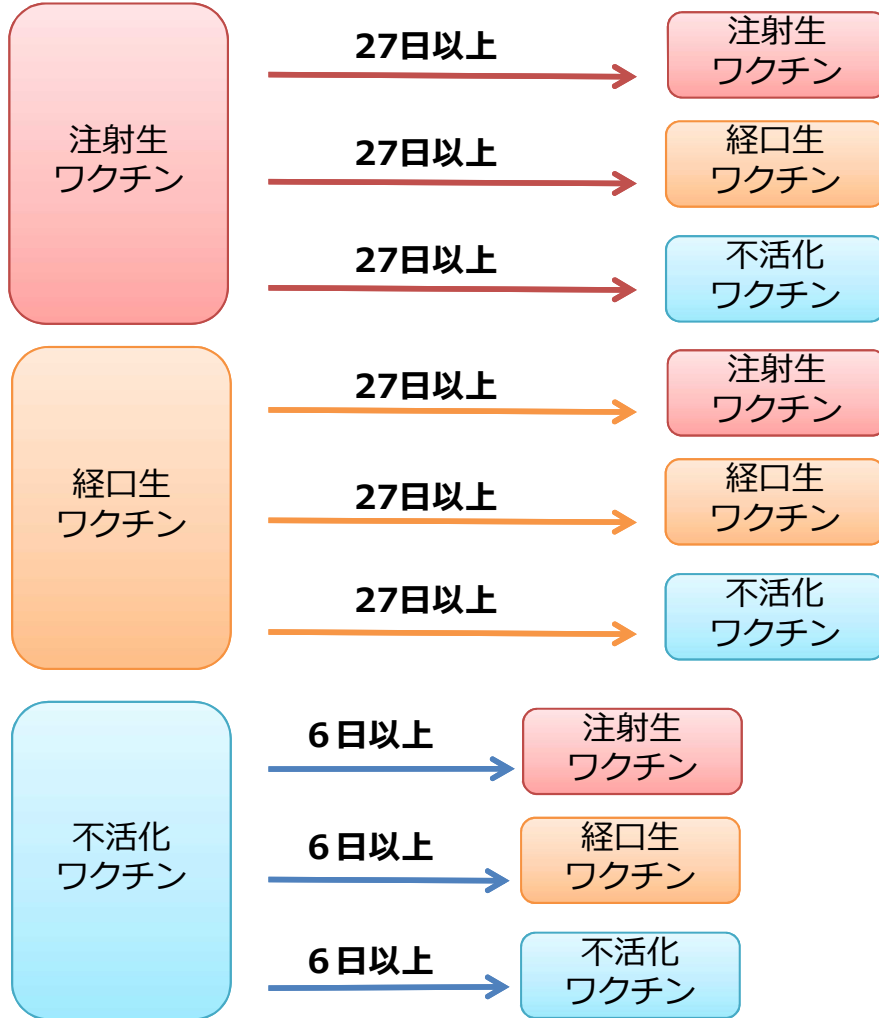 27日以上
注射生
ワクチン
注射生
ワクチン
27日以上
経口生
ワクチン
27日以上
不活化
ワクチン
27日以上
注射生
ワクチン
経口生
ワクチン
27日以上
経口生
ワクチン
27日以上
不活化
ワクチン
6日以上
注射生
ワクチン
不活化
ワクチン
6日以上
経口生
ワクチン
6日以上
不活化
ワクチン